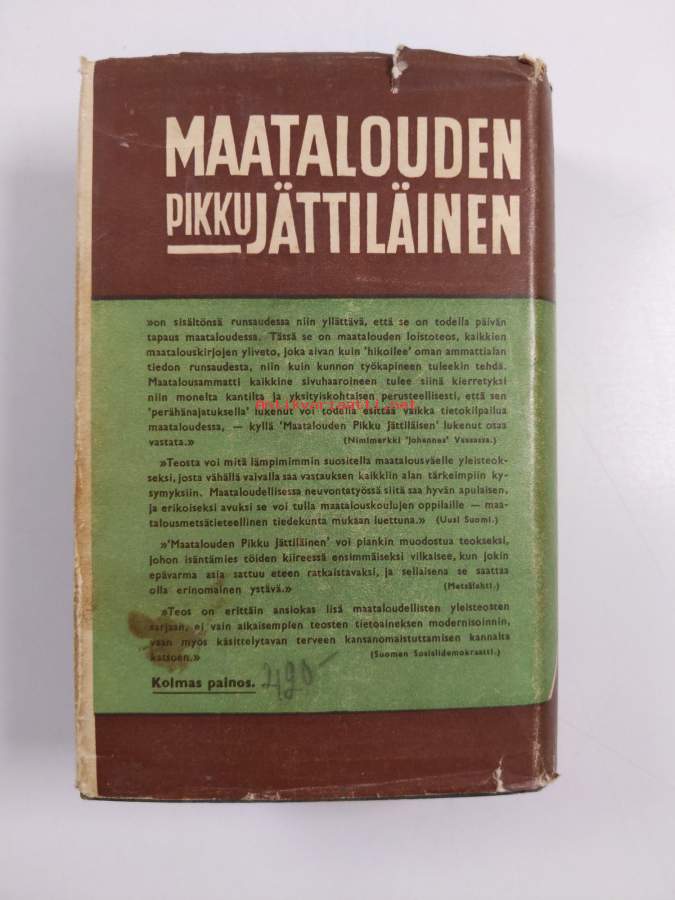 MAATALOUDEN
PIKKU JÄTTILÄINEN
»on sisältönsä runsaudessa niin yllättävä, että se on todella päivän
tapaus maataloudessa. Tässä se on maatalouden loistoteos, kaikkien
maatalouskirjojen yliveto, joka aivan kuin 'hikoilee' oman ammattialan
tiedon runsaudesta, niin kuin kunnon työkapineen tuleekin tehdä.
Maatalousammatti kaikkine sivuhaaroineen tulee siinä kierretyksi
niin monelta kantilta ja yksityiskohtaisen perusteellisesti, että sen
Antikvariaatti.net
'perähänajatuksella' lukenut voi todella esittää vaikka tietokilpailua
maataloudessa, — kyllä 'Maatalouden Pikku Jättiläisen' lukenut osaa
vastata.» (Nimimerkki 'Johannes' Vaasassa.)
»Teosta voi mitä lämpimimmin suositella maatalousväelle yleisteok-
seksi, josta vähällä vaivalla saa vastauksen kaikkiin alan tärkeimpiin ky-
symyksiin. Maataloudellisessa neuvontatyössä siitä saa hyvän apulaisen,
ja erikoiseksi avuksi se voi tulla maatalouskoulujen oppilaille — maa-
talousmetsätieteellinen tiedekunta mukaan luettuna.» (Uusi Suomi.)
»'Maatalouden Pikku Jättiläinen' voi piankin muodostua teokseksi,
johon isäntämies töiden kiireessä ensimmäiseksi vilkaisee, kun jokin
epävarma asia sattuu eteen ratkaistavaksi, ja sellaisena se saattaa
olla erinomainen ystävä.» (Metsälehti.)
»Teos on erittäin ansiokas lisä maataloudellisten yleisteosten
sarjaan, ei vain aikaisempien teosten tietoaineksen modernisoinnin,
vaan myös käsittelytavan terveen kansanomaistuttamisen kannalta
katsoen.» (Suomen Sosialidemokraatti.)
Kolmas painos. 490-